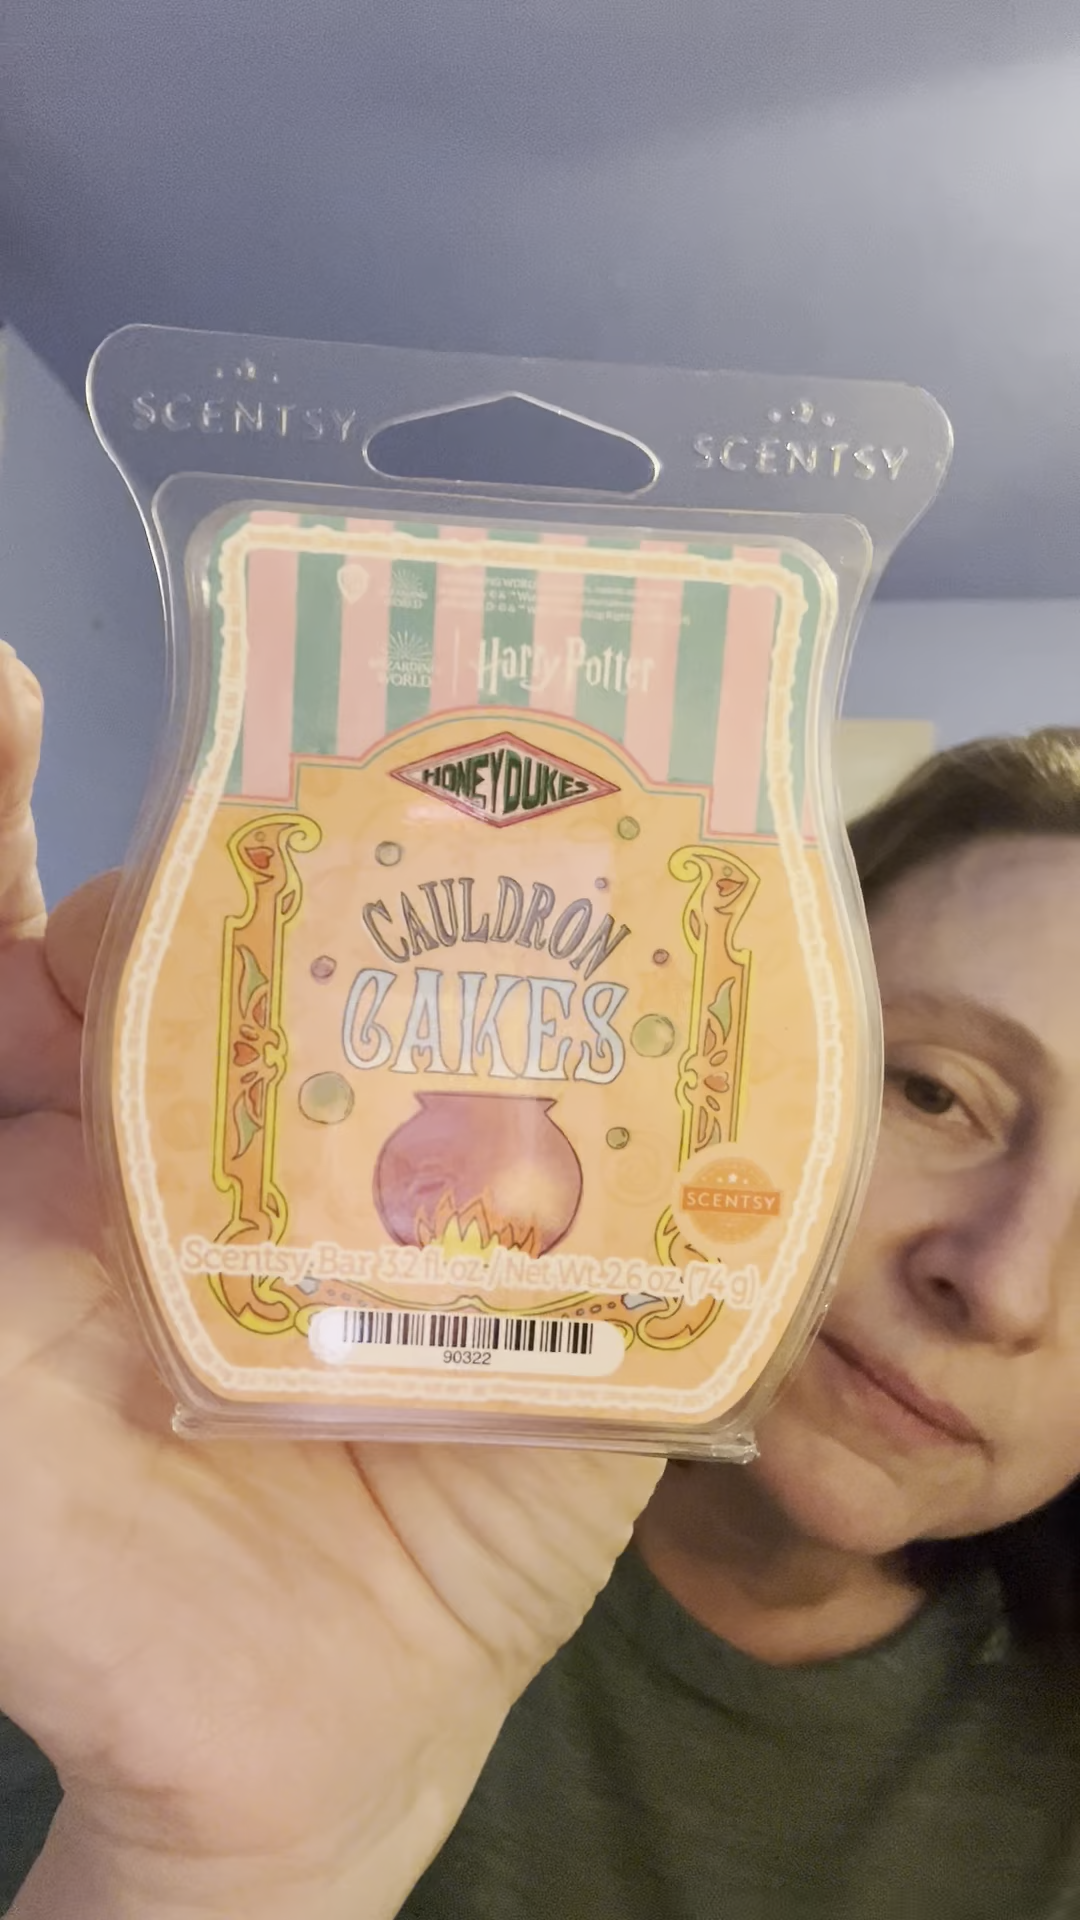 SCENTSY
SCENTSY
WIZARDING
WORLD
Harry Potter
HONEYDUKES
CAULDRON
CAKES
SCENTSY
Scentsy Bar 3.2 fl. oz. / Net Wt. 2.6 oz. (74 g)
90322